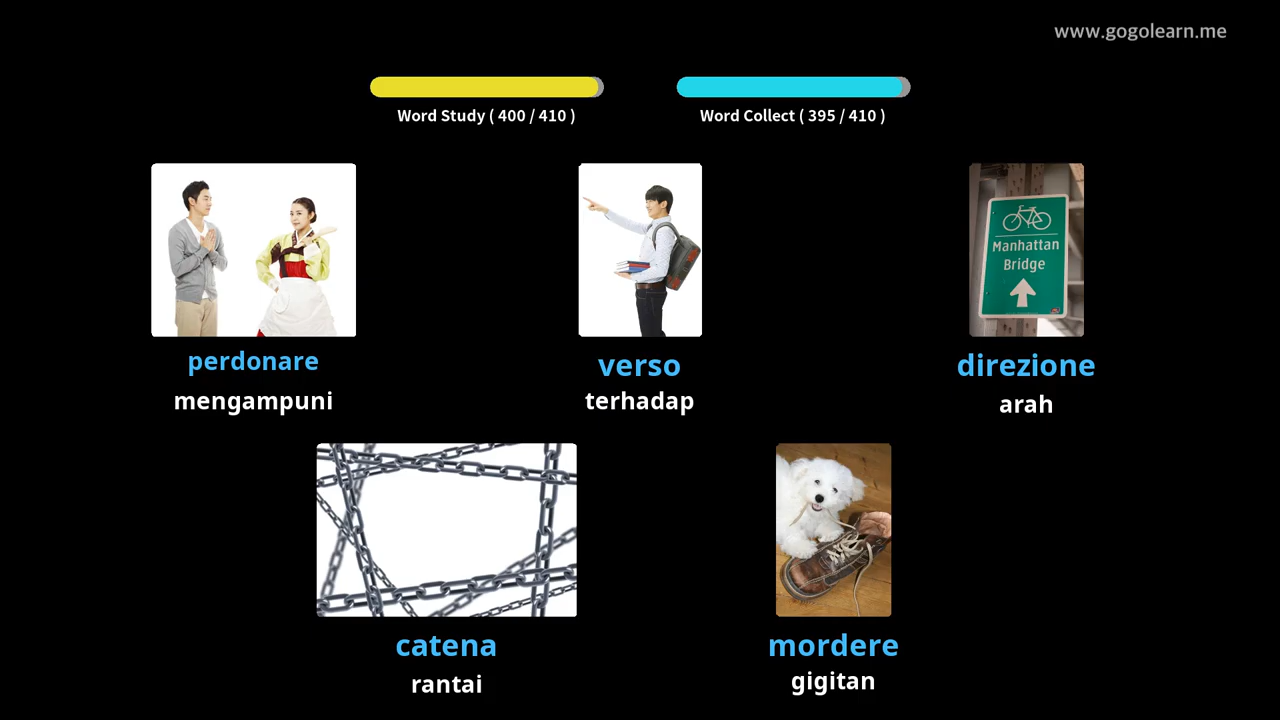 www.gogolearn.me
Word Study ( 400 / 410 )
Word Collect ( 395 / 410 )
Manhattan
Bridge
perdonare
mengampuni
verso
terhadap
direzione
arah
catena
rantai
mordere
gigitan